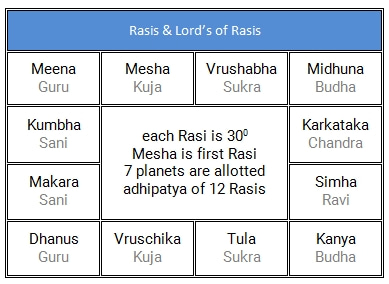 Rasis & Lord's of Rasis
Meena Mesha Vrushabha Midhuna
Guru Kuja Sukra Budha
Kumbha
Sani
each Rasi is 30⁰
Mesha is first Rasi
7 planets are allotted
adhipatya of 12 Rasis
Karkataka
Chandra
Makara
Sani
Simha
Ravi
Dhanus Vruschika Tula Kanya
Guru Kuja Sukra Budha